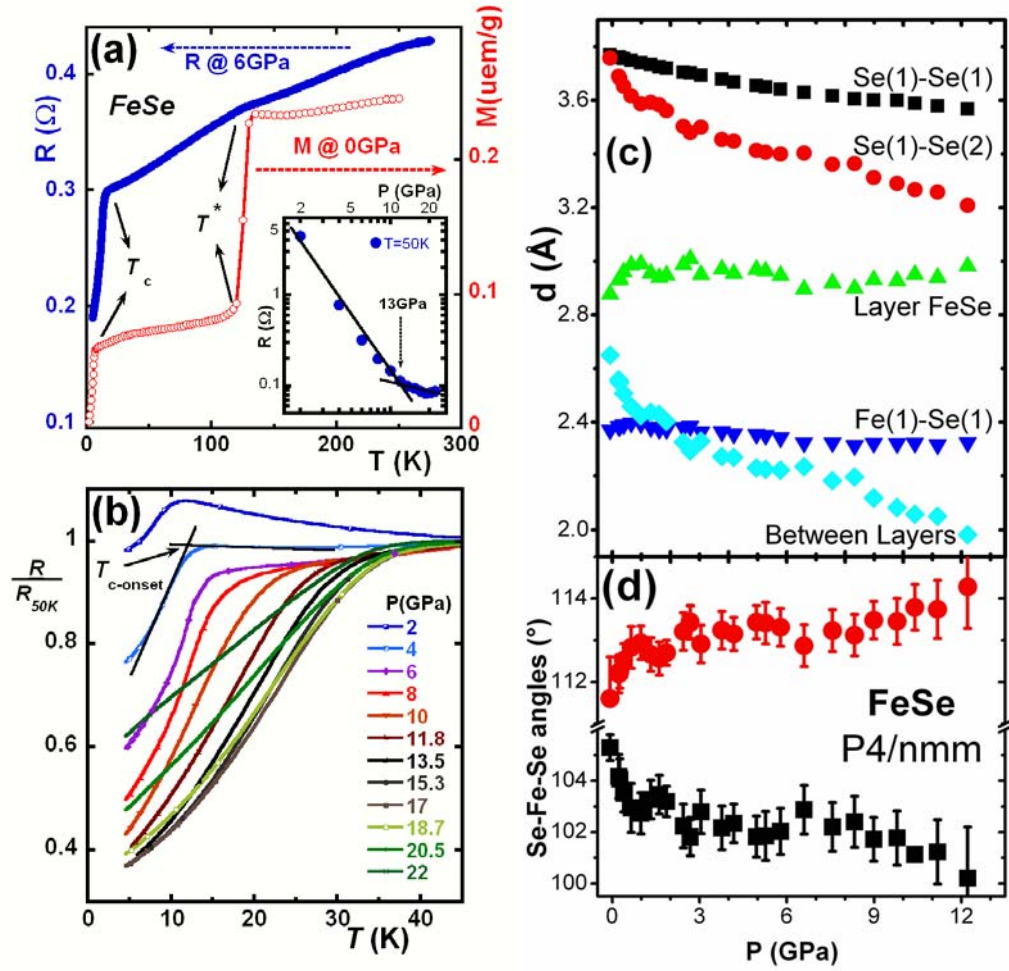 (a)
R @ 6GPa
FeSe
M @ 0GPa
T*
Tc
R (Ω)
0.4
0.3
0.2
0.1
M(uem/g)
0.2
0.1
0
0
100
200
300
T (K)
P (GPa)
2
10
20
5
1
0.1
R (Ω)
T=50K
13GPa
(b)
R
R50K
1
0.8
0.6
0.4
Tc-onset
P(GPa)
2
4
6
8
10
11.8
13.5
15.3
17
18.7
20.5
22
0
10
20
30
40
T (K)
(c)
d (Å)
3.6
3.2
2.8
2.4
2.0
Se(1)-Se(1)
Se(1)-Se(2)
Layer FeSe
Fe(1)-Se(1)
Between Layers
(d)
Se-Fe-Se angles (°)
114
112
104
102
100
FeSe
P4/nmm
0
3
6
9
12
P (GPa)